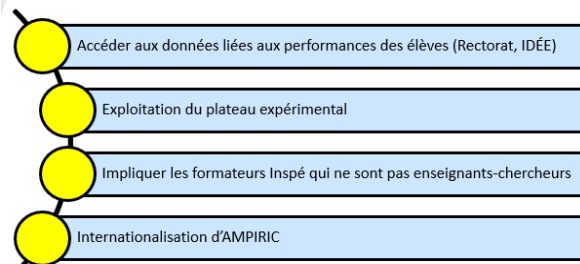 Accéder aux données liées aux performances des élèves (Rectorat, IDÉE)
Exploitation du plateau expérimental
Impliquer les formateurs Inspé qui ne sont pas enseignants-chercheurs
Internationalisation d'AMPIRIC